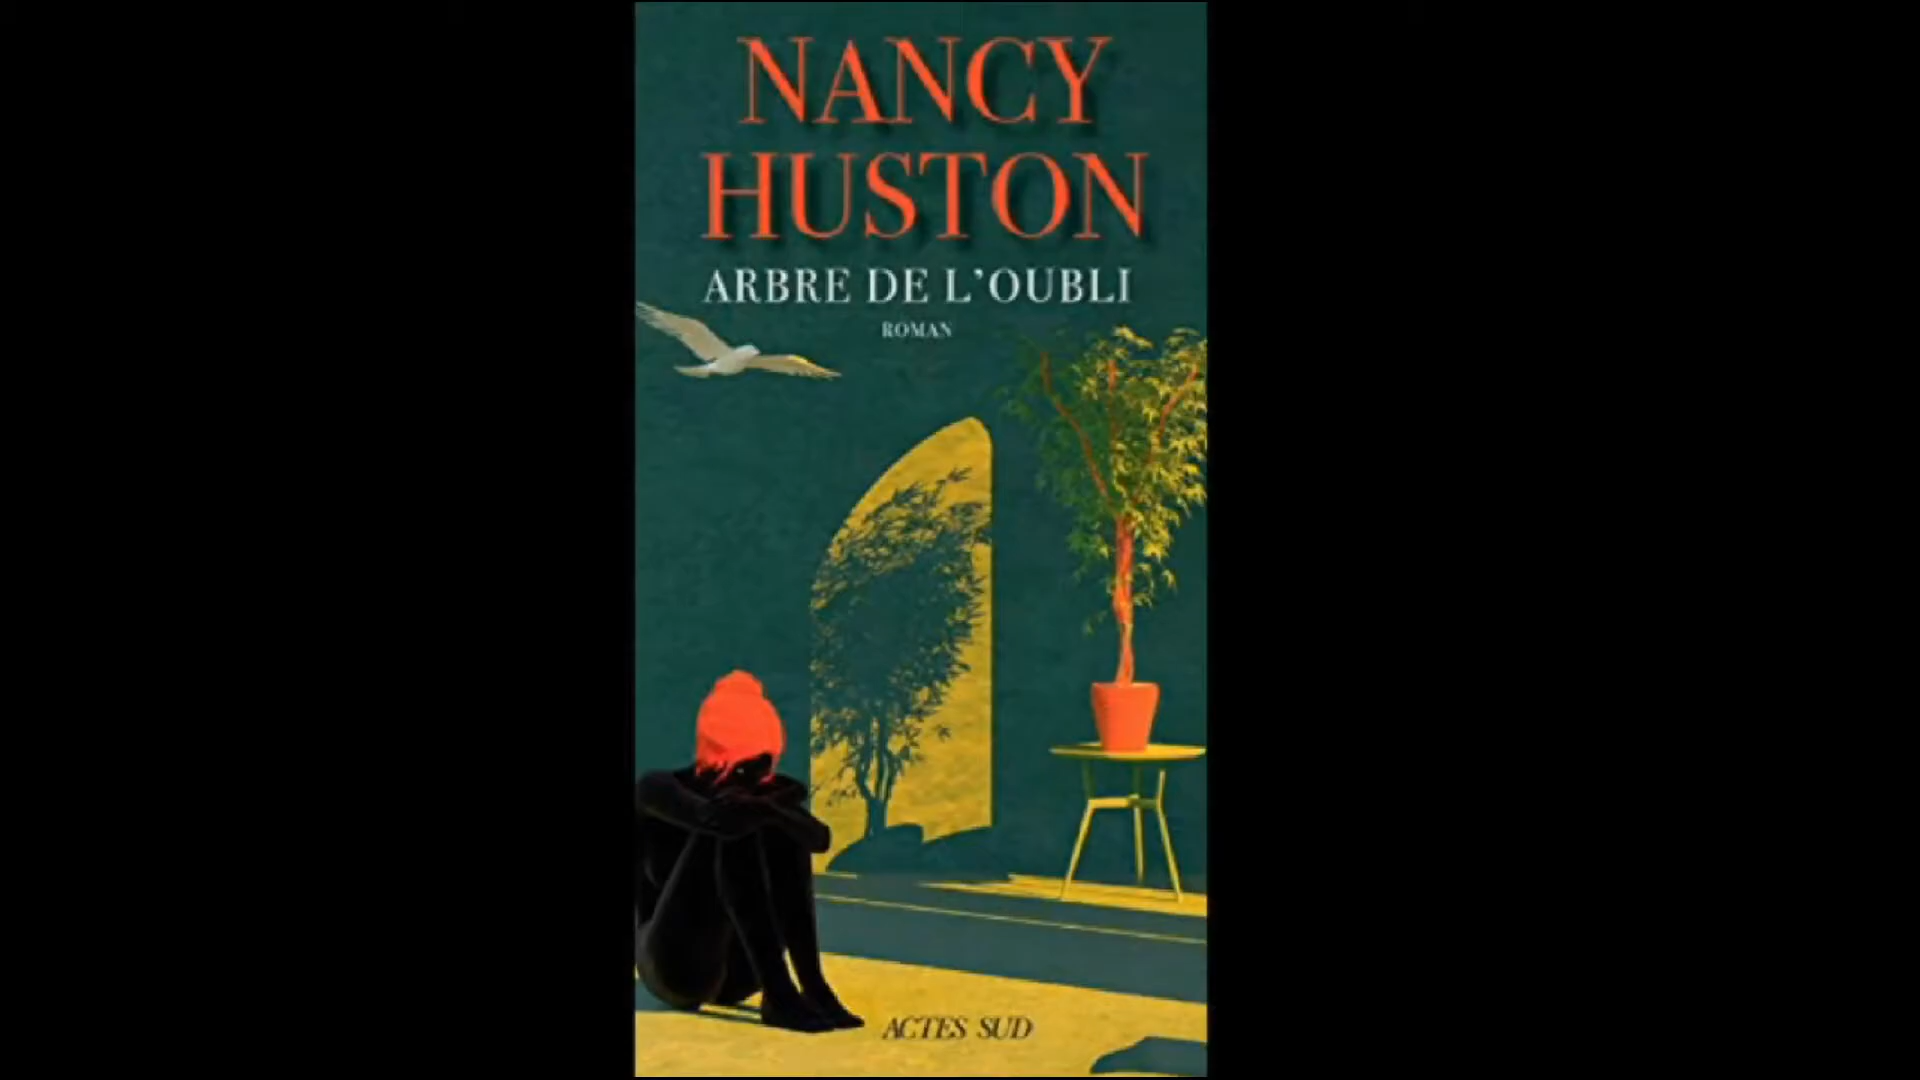 NANCY
HUSTON
ARBRE DE L'OUBLI
ROMAN
ACTES SUD